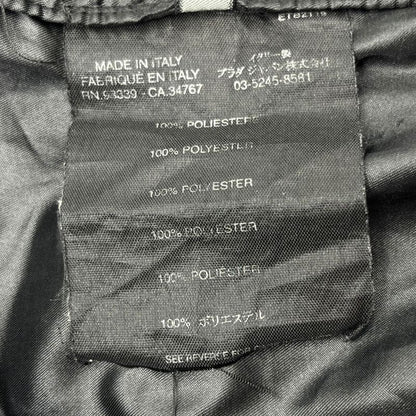 MADE IN ITALY
FABRIQUÉ EN ITALY
RN.93339 - CA.34767
イタリー製
プラダ ジャパン 株式会社
03-5245-8581
100% POLIESTERE
100% POLYESTER
100% POLYESTER
100% POLYESTER
100% POLIÉSTER
100% ポリエステル
SEE REVERSE FOR